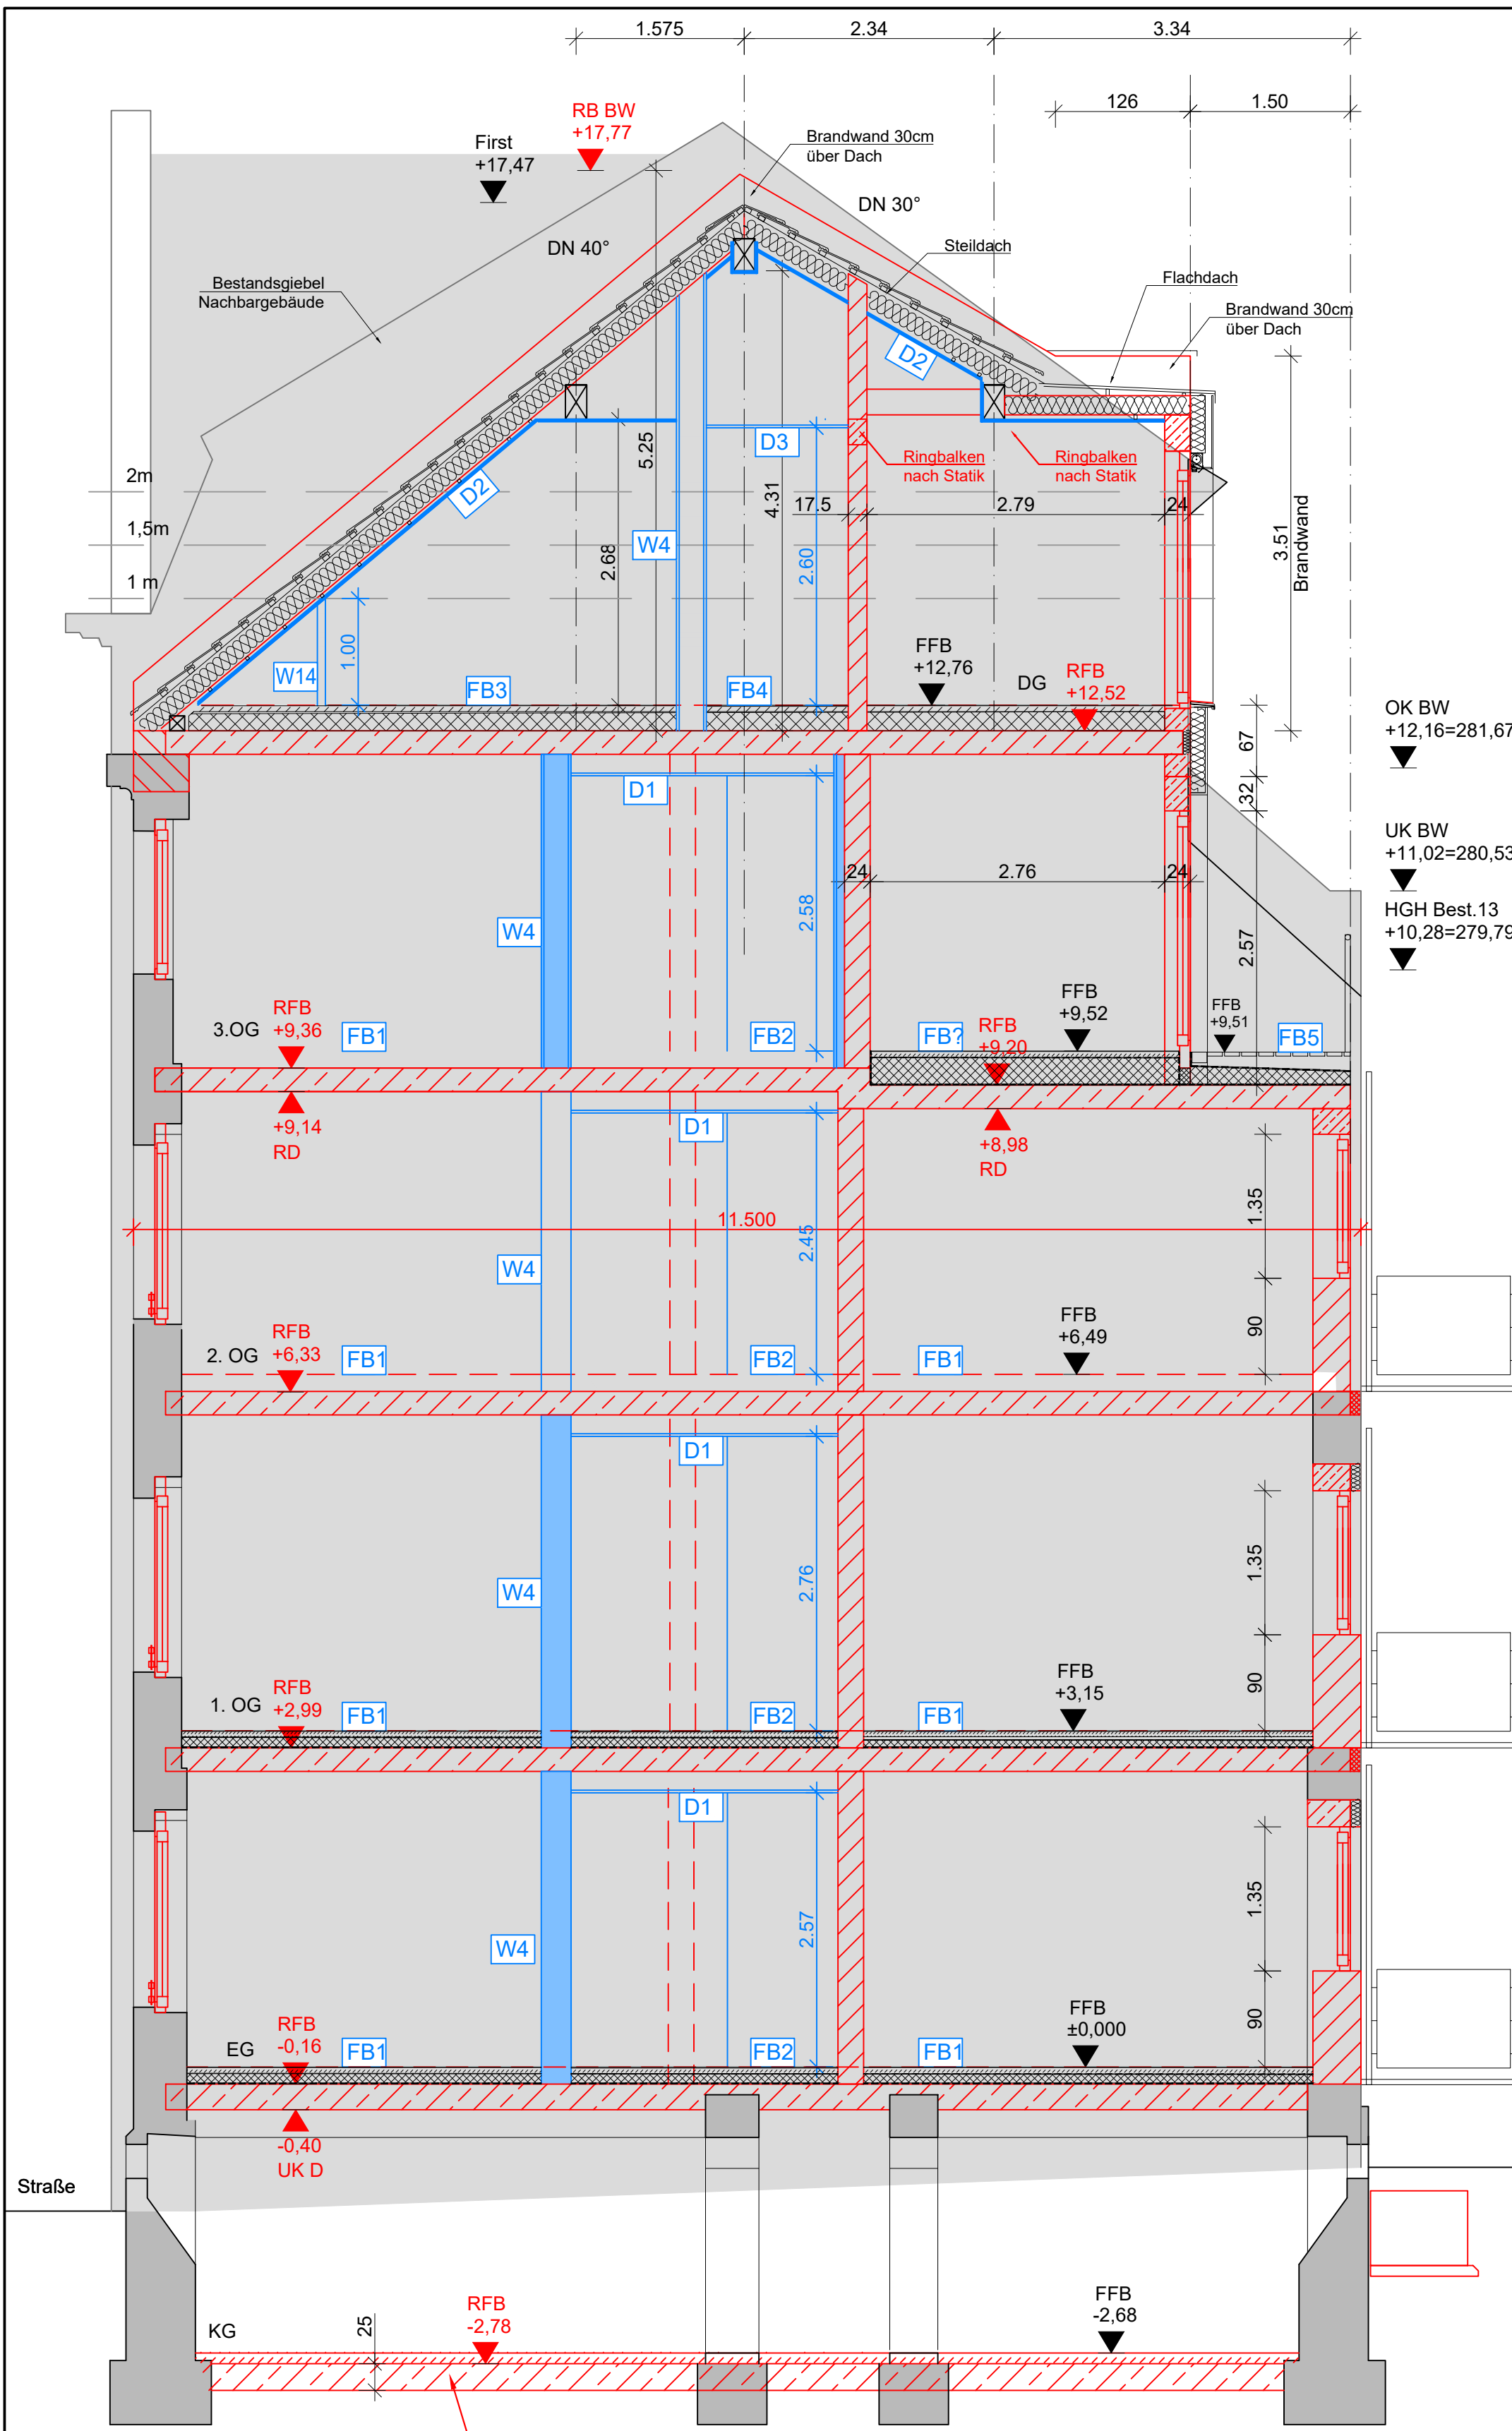 1.575
2.34
3.34
126
1.50
RB BW
+17,77
First
+17,47
Brandwand 30cm
über Dach
DN 30°
DN 40°
Steildach
Bestandsgiebel
Nachbargebäude
Flachdach
Brandwand 30cm
über Dach
D2
D3
5.25
Ringbalken
nach Statik
Ringbalken
nach Statik
2m
D2
4.31
17.5
2.79
24
1,5m
W4
2.68
2.60
3.51
Brandwand
1 m
1.00
W14
FB3
FB4
FFB
+12,76
DG
RFB
+12,52
OK BW
+12,16=281,67
67
D1
32
UK BW
+11,02=280,53
24
2.76
24
HGH Best.13
+10,28=279,79
W4
2.58
2.57
3.OG
RFB
+9,36
FB1
FB2
FB?
RFB
+9,20
FFB
+9,52
FFB
+9,51
FB5
+9,14
RD
D1
+8,98
RD
11.500
1.35
W4
2.45
2. OG
RFB
+6,33
FB1
FB2
FB1
FFB
+6,49
90
D1
W4
2.76
1.35
1. OG
RFB
+2,99
FB1
FB2
FB1
FFB
+3,15
90
D1
W4
2.57
1.35
EG
RFB
-0,16
FB1
FB2
FB1
FFB
±0,000
90
-0,40
UK D
Straße
KG
25
RFB
-2,78
FFB
-2,68